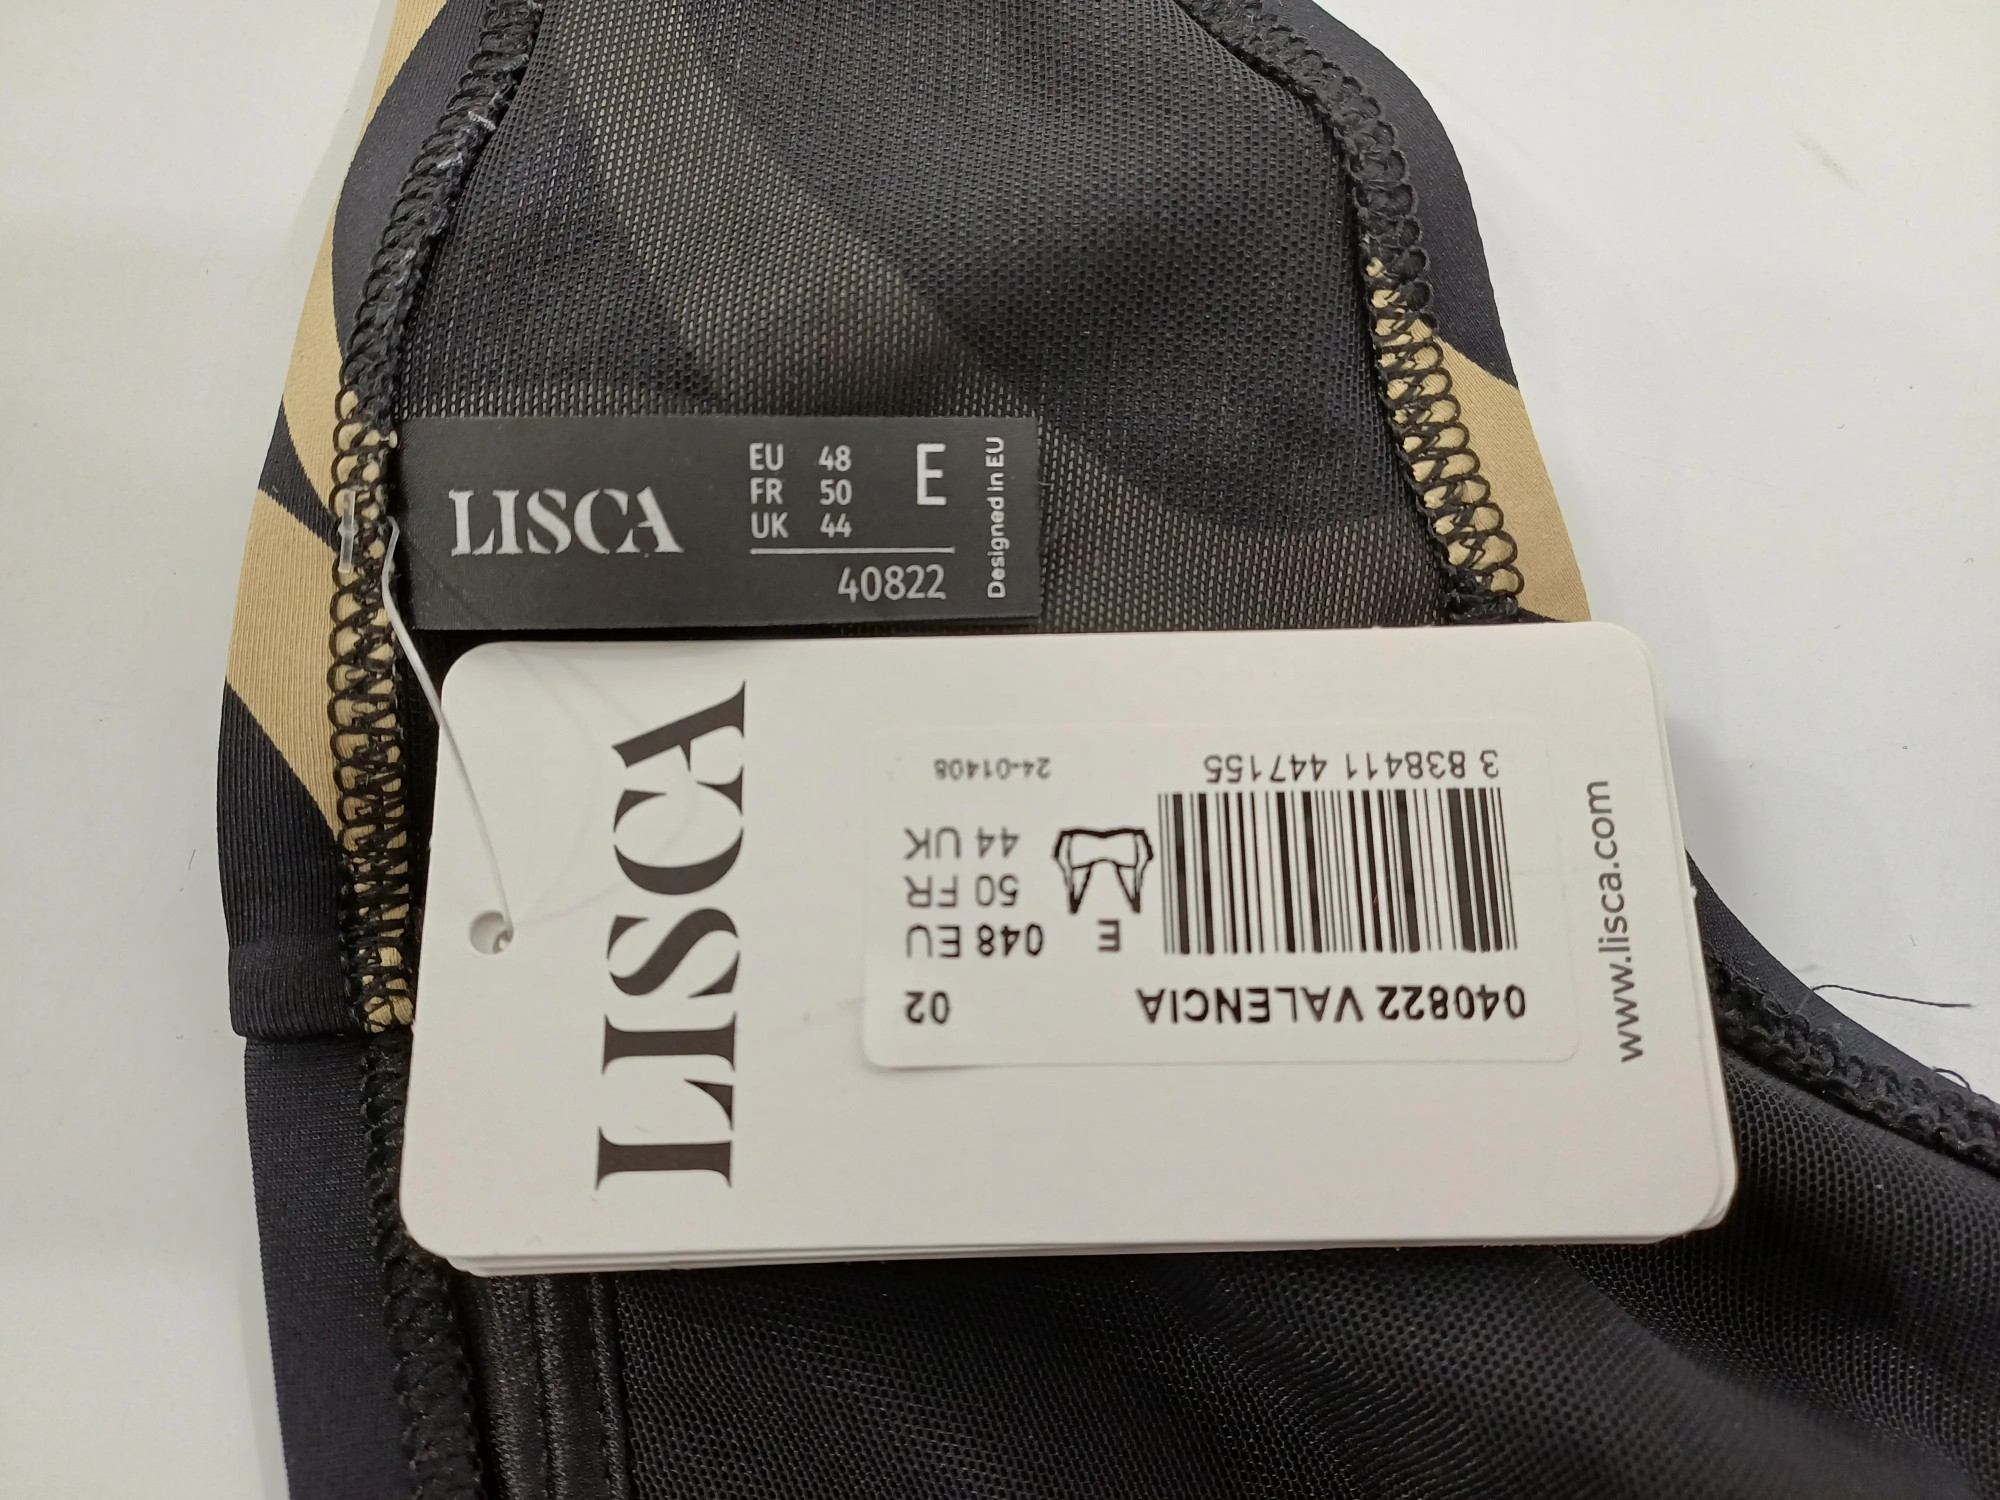 LISCA
EU 48
FR 50
UK 44
E
40822
Designed in EU
LISCA
040822 VALENCIA 02
E 048 EU
50 FR
44 UK
3 838411 447155
24-01408
www.lisca.com